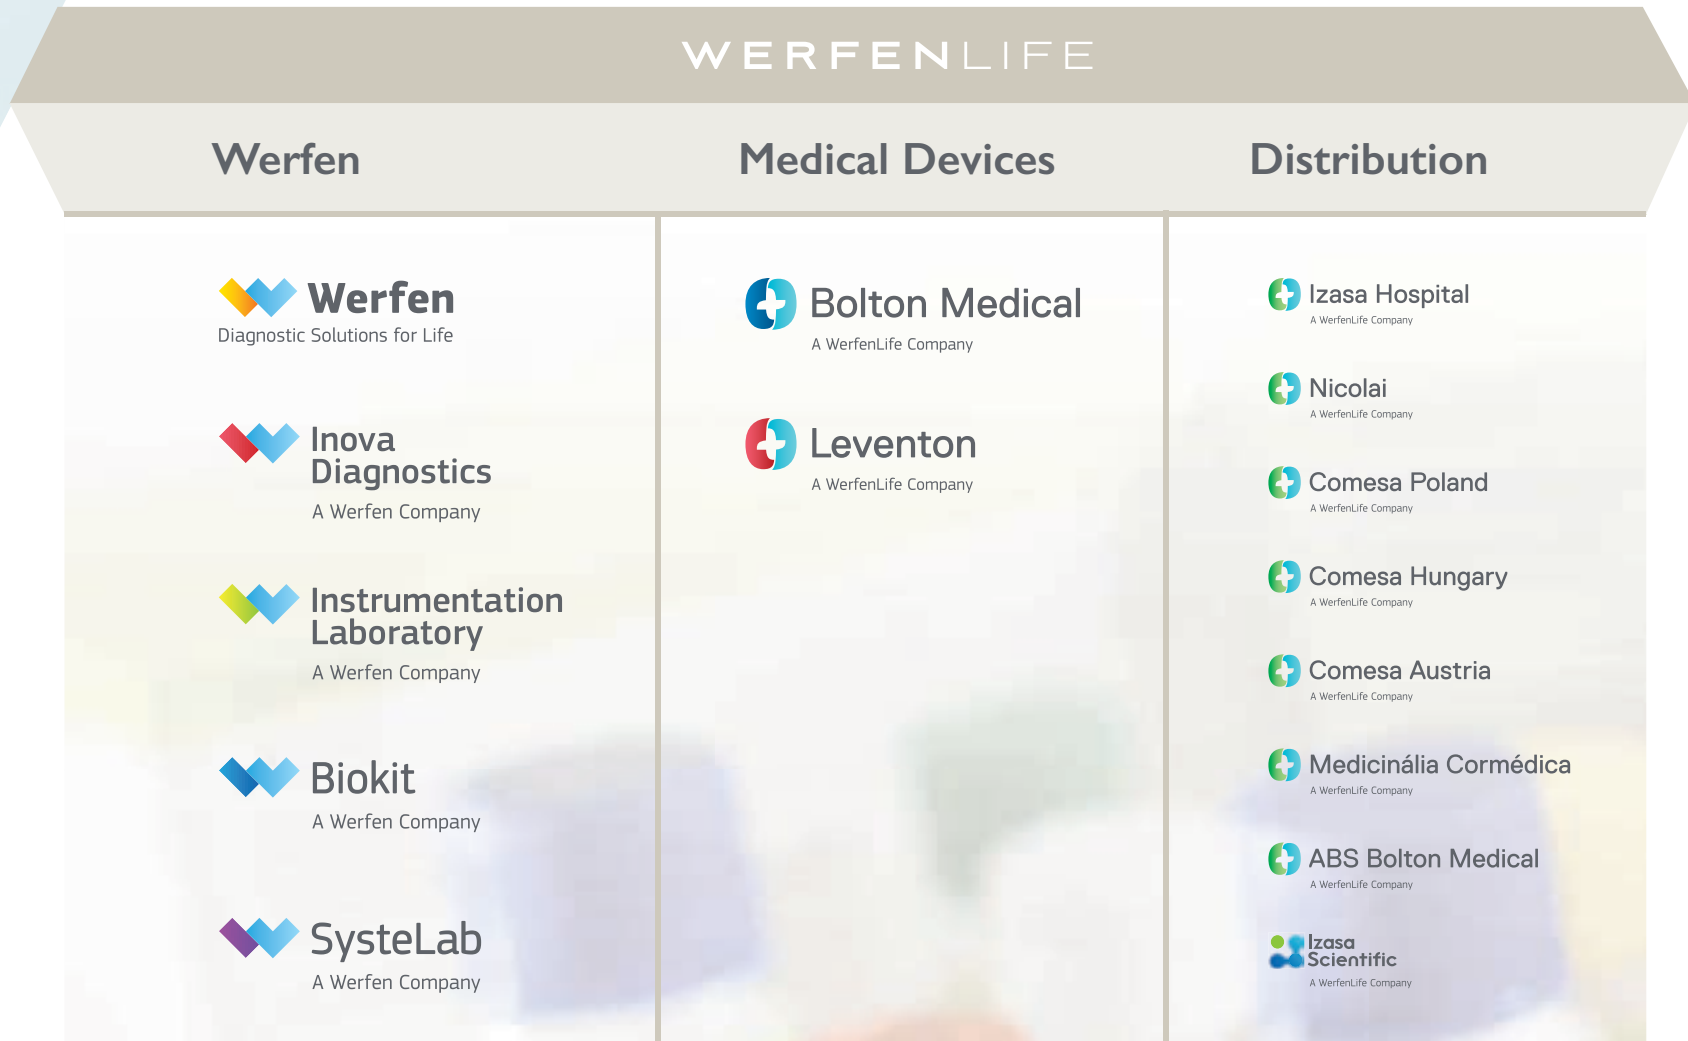 WERFENLIFE
Werfen
Medical Devices
Distribution
Werfen
Diagnostic Solutions for Life
Inova
Diagnostics
A Werfen Company
Instrumentation
Laboratory
A Werfen Company
Biokit
A Werfen Company
SysteLab
A Werfen Company
Bolton Medical
A WerfenLife Company
Leventon
A WerfenLife Company
Izasa Hospital
A WerfenLife Company
Nicolai
A WerfenLife Company
Comesa Poland
A WerfenLife Company
Comesa Hungary
A WerfenLife Company
Comesa Austria
A WerfenLife Company
Medicinália Cormédica
A WerfenLife Company
ABS Bolton Medical
A WerfenLife Company
Izasa
Scientific
A WerfenLife Company